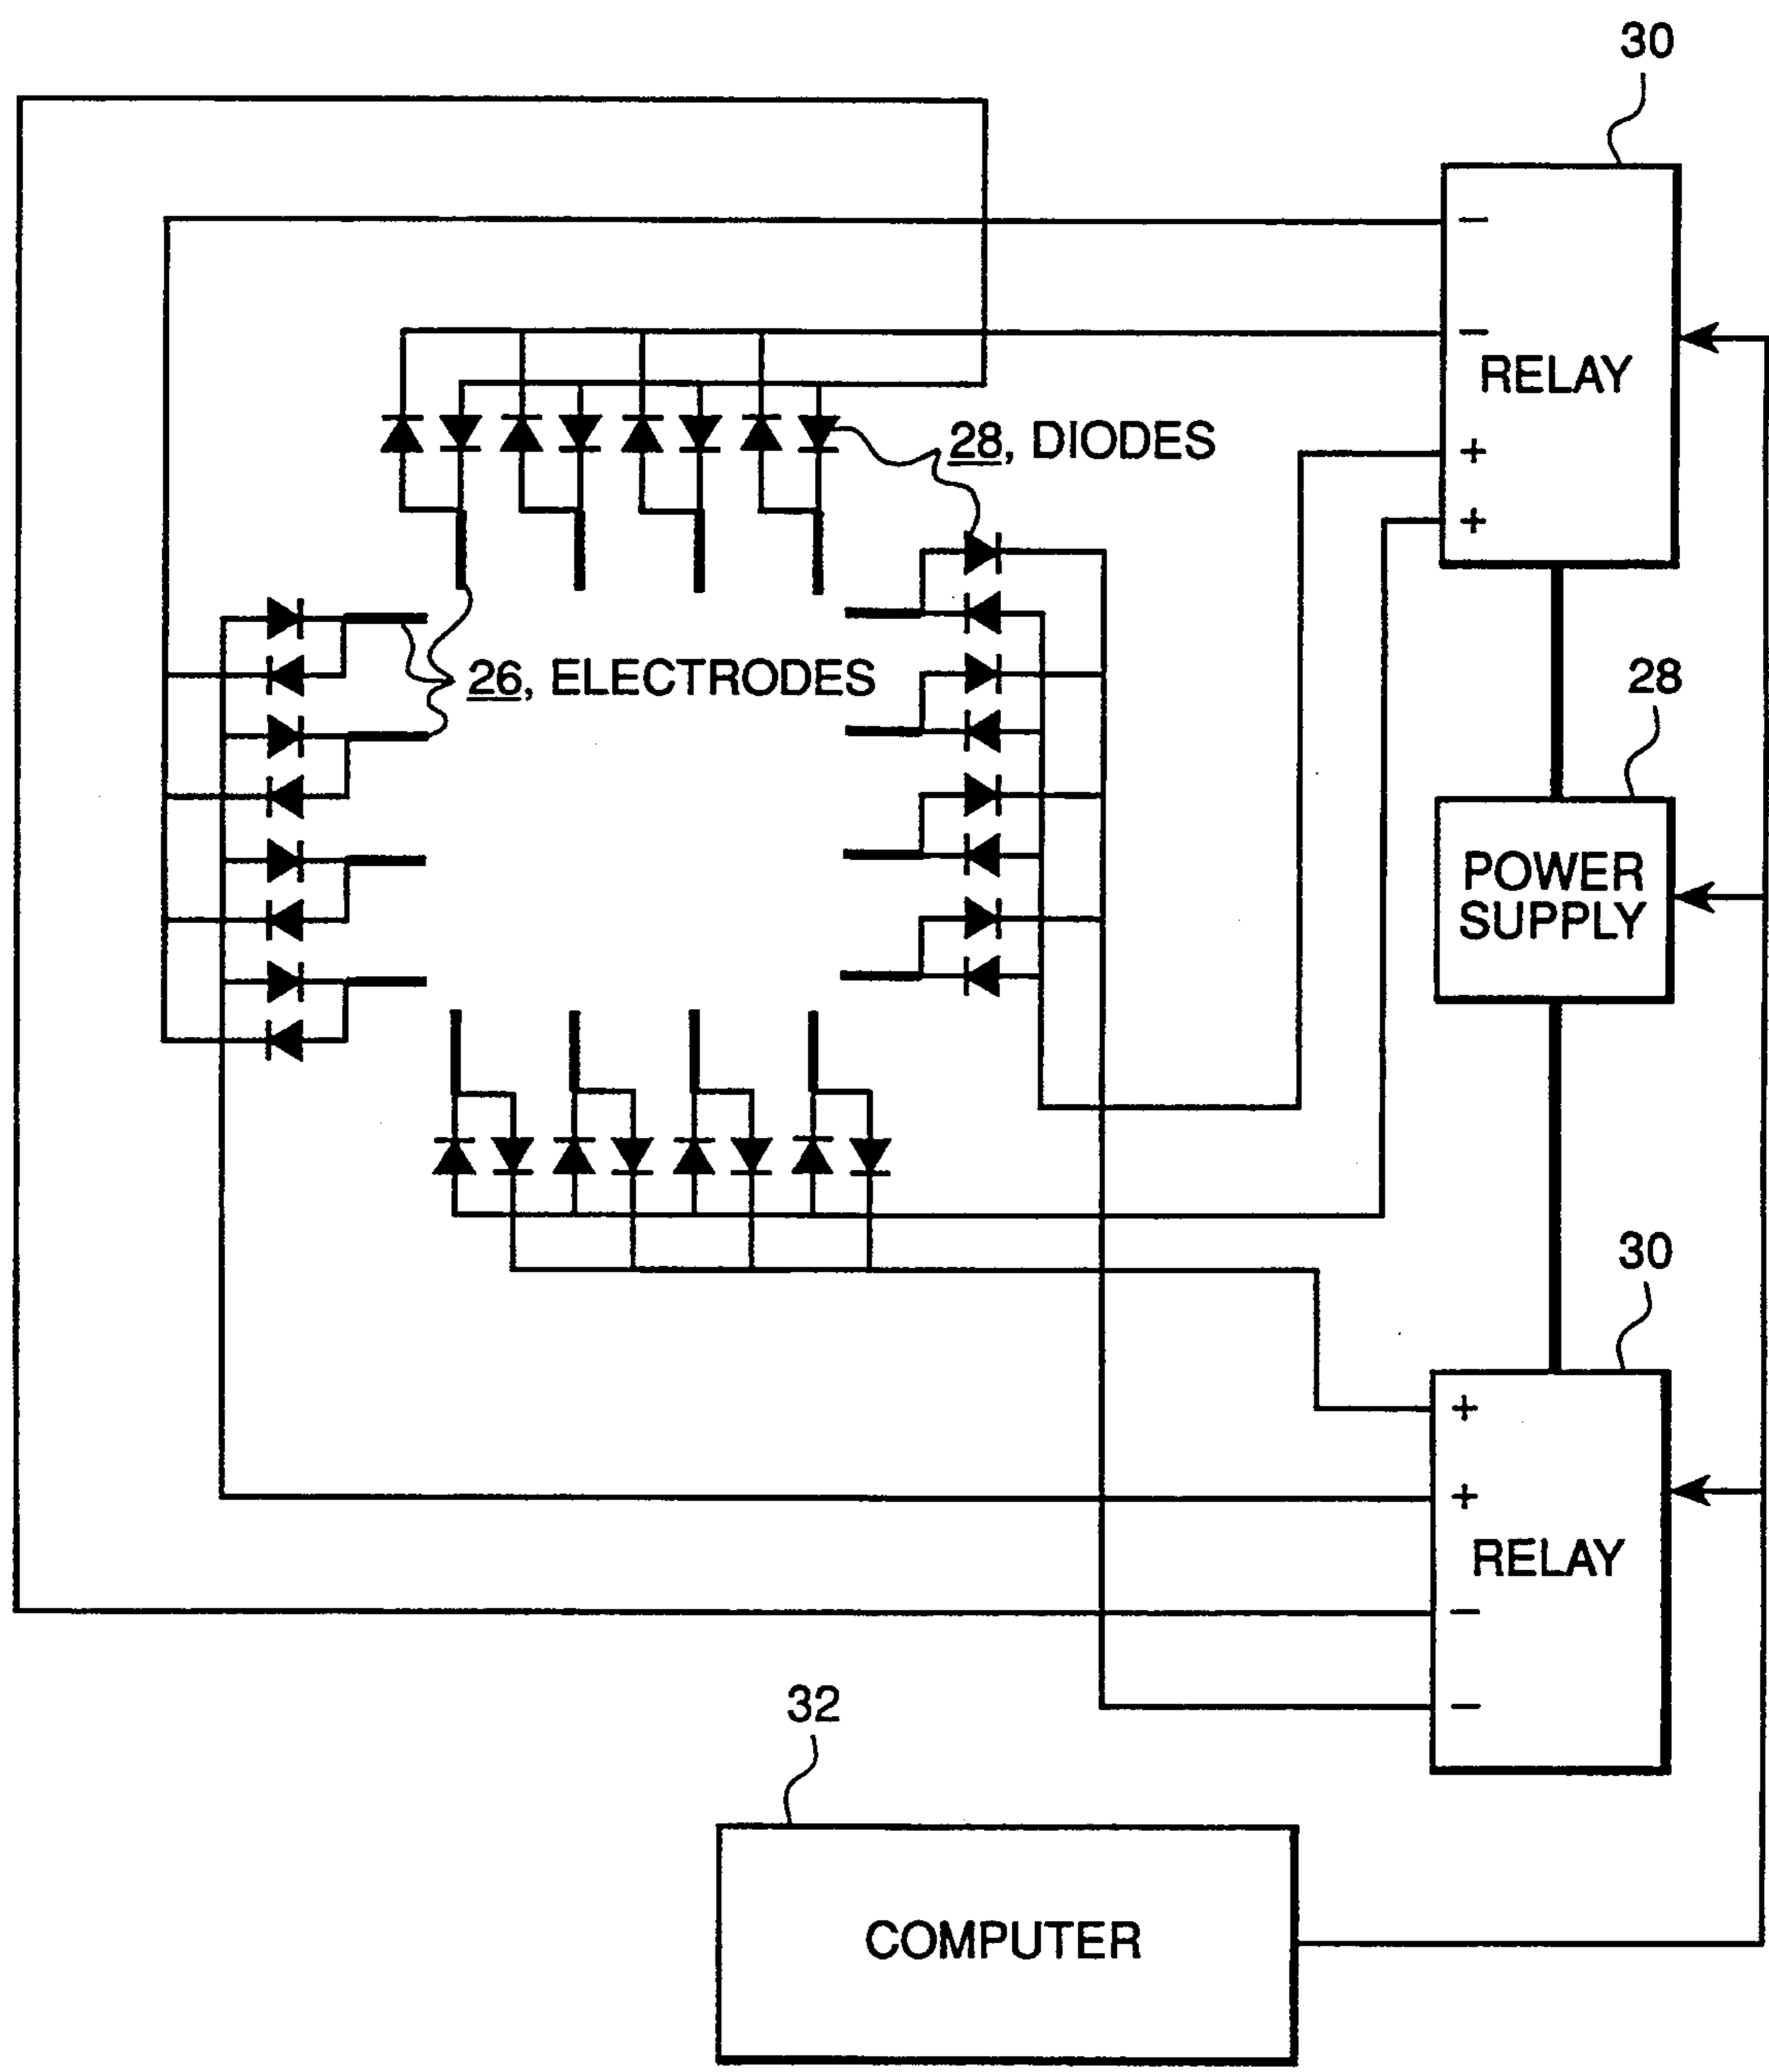 30
−
−
RELAY
+
+
28, DIODES
26, ELECTRODES
28
POWER
SUPPLY
30
+
+
RELAY
−
−
32
COMPUTER